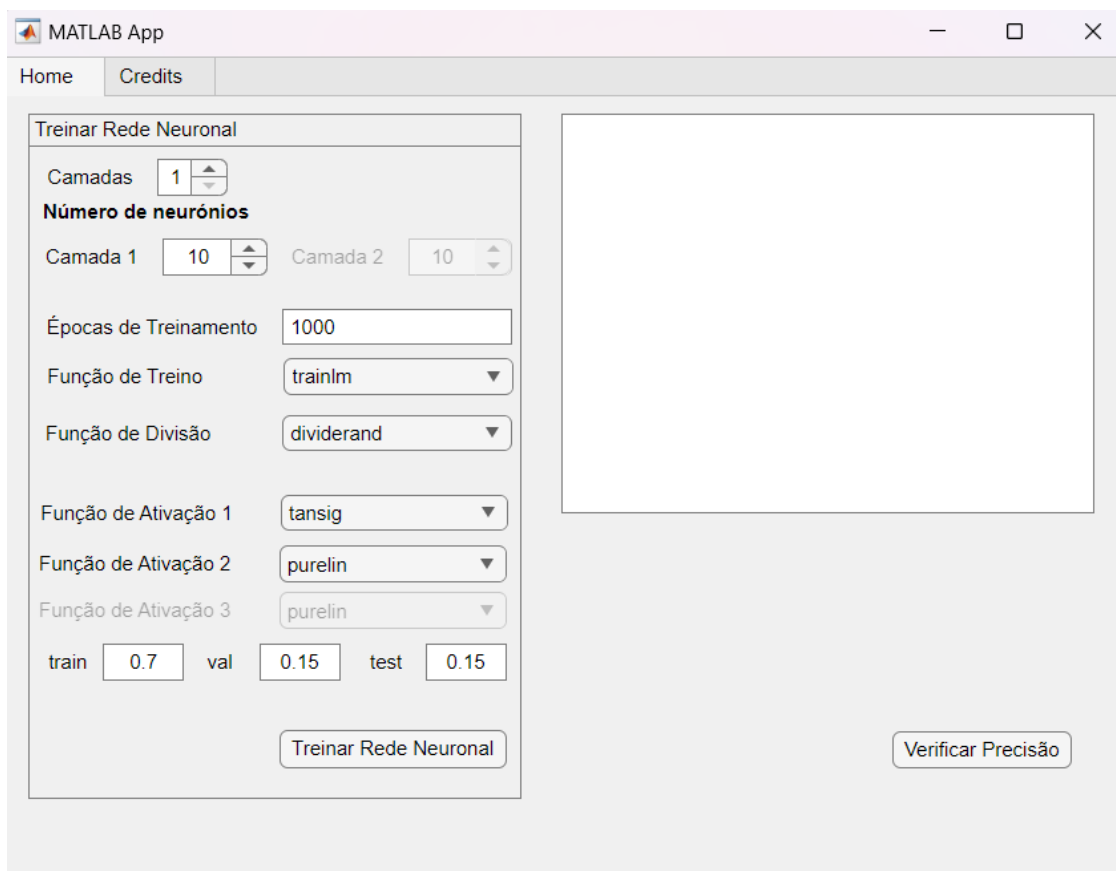 MATLAB App
Home Credits
Treinar Rede Neuronal
Camadas 1
Número de neurónios
Camada 1 10 Camada 2 10
Épocas de Treinamento 1000
Função de Treino trainlm
Função de Divisão dividerand
Função de Ativação 1 tansig
Função de Ativação 2 purelin
Função de Ativação 3 purelin
train 0.7 val 0.15 test 0.15
Treinar Rede Neuronal
Verificar Precisão